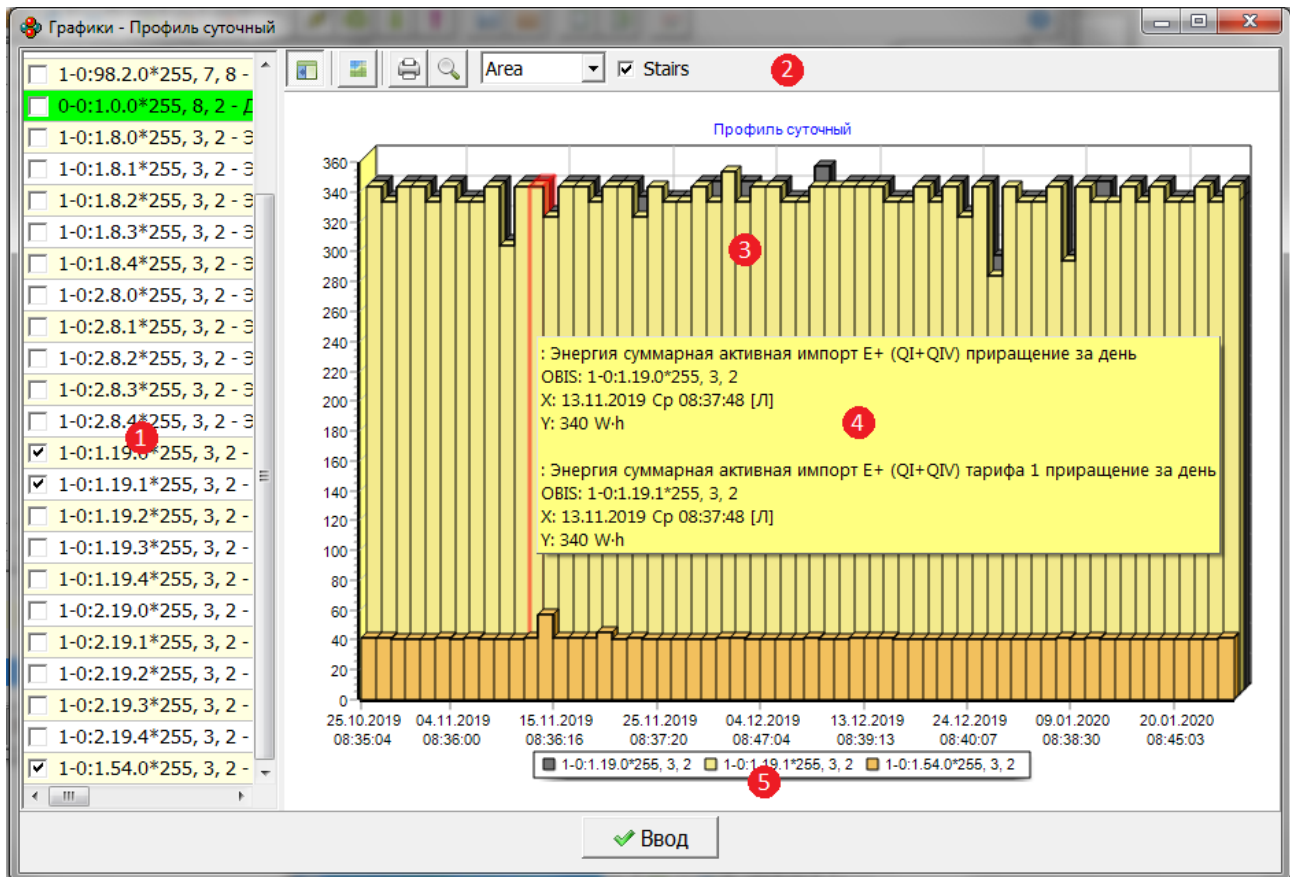 Графики - Профиль суточный
1-0:98.2.0*255, 7, 8 -
0-0:1.0.0*255, 8, 2 - Д
1-0:1.8.0*255, 3, 2 - Э
1-0:1.8.1*255, 3, 2 - Э
1-0:1.8.2*255, 3, 2 - Э
1-0:1.8.3*255, 3, 2 - Э
1-0:1.8.4*255, 3, 2 - Э
1-0:2.8.0*255, 3, 2 - Э
1-0:2.8.1*255, 3, 2 - Э
1-0:2.8.2*255, 3, 2 - Э
1-0:2.8.3*255, 3, 2 - Э
1-0:2.8.4*255, 3, 2 - Э
1-0:1.19.0*255, 3, 2 -
1-0:1.19.1*255, 3, 2 -
1-0:1.19.2*255, 3, 2 -
1-0:1.19.3*255, 3, 2 -
1-0:1.19.4*255, 3, 2 -
1-0:2.19.0*255, 3, 2 -
1-0:2.19.1*255, 3, 2 -
1-0:2.19.2*255, 3, 2 -
1-0:2.19.3*255, 3, 2 -
1-0:2.19.4*255, 3, 2 -
1-0:1.54.0*255, 3, 2 -
1
Area Stairs 2
Профиль суточный
360
340
320
300
280
260
240
220
200
180
160
140
120
100
80
60
40
20
0
3
: Энергия суммарная активная импорт E+ (QI+QIV) приращение за день
OBIS: 1-0:1.19.0*255, 3, 2
X: 13.11.2019 Ср 08:37:48 [Л]
Y: 340 W·h
4
: Энергия суммарная активная импорт E+ (QI+QIV) тарифа 1 приращение за день
OBIS: 1-0:1.19.1*255, 3, 2
X: 13.11.2019 Ср 08:37:48 [Л]
Y: 340 W·h
25.10.2019 04.11.2019 15.11.2019 25.11.2019 04.12.2019 13.12.2019 24.12.2019 09.01.2020 20.01.2020
08:35:04 08:36:00 08:36:16 08:37:20 08:47:04 08:39:13 08:40:07 08:38:30 08:45:03
1-0:1.19.0*255, 3, 2 1-0:1.19.1*255, 3, 2 1-0:1.54.0*255, 3, 2
5
Ввод